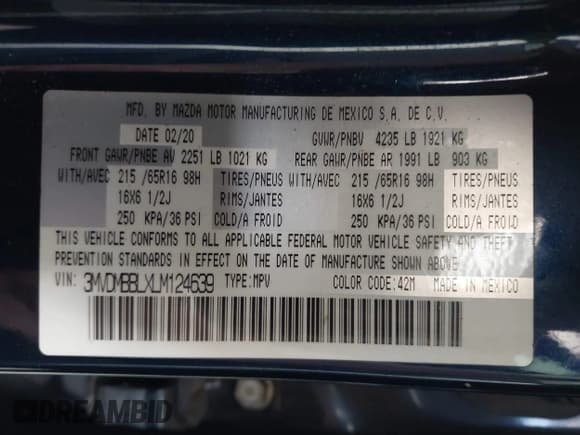 MFD. BY MAZDA MOTOR MANUFACTURING DE MEXICO S.A. DE C.V.
DATE 02/20 GVWR/PNBV 4235 LB 1921 KG
FRONT GAWR/PNBE AV 2251 LB 1021 KG REAR GAWR/PNBE AR 1991 LB 903 KG
WITH/AVEC 215 /65R16 98H TIRES/PNEUS WITH/AVEC 215 /65R16 98H TIRES/PNEUS
16X6 1/2J RIMS/JANTES 16X6 1/2J RIMS/JANTES
250 KPA/36 PSI COLD/A FROID 250 KPA/36 PSI COLD/A FROID
THIS VEHICLE CONFORMS TO ALL APPLICABLE FEDERAL MOTOR VEHICLE SAFETY AND THEFT
PREVENTION STANDARDS IN EFFECT ON THE DATE OF MANUFACTURE SHOWN ABOVE.
VIN: 3MVDMBBLXLM124639 TYPE:MPV COLOR CODE:42M MADE IN MEXICO
DREAMBID